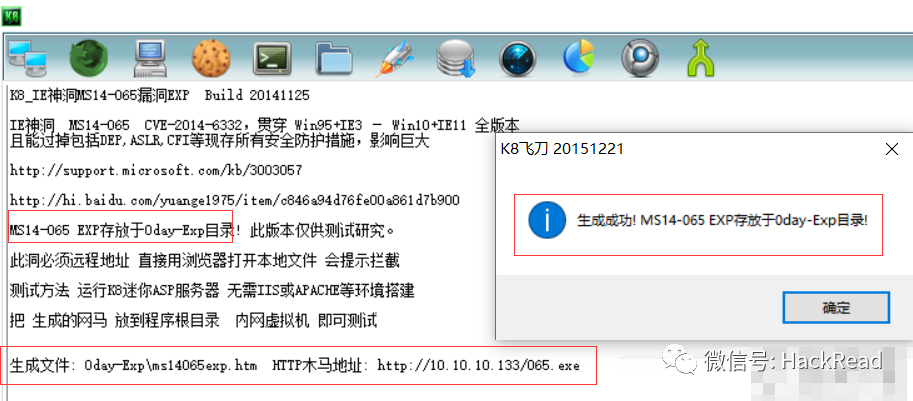 K8
K8_IE神洞MS14-065漏洞EXP  Build 20141125
IE神洞  MS14-065  CVE-2014-6332，贯穿 Win95+IE3 － Win10+IE11 全版本
且能过掉包括DEP,ASLR,CFI等现存所有安全防护措施，影响巨大
http://support.microsoft.com/kb/3003057
http://hi.baidu.com/yuange1975/item/c846a94d76fe00a861d7b900
MS14-065 EXP存放于0day-Exp目录! 此版本仅供测试研究。
此洞必须远程地址 直接用浏览器打开本地文件 会提示拦截
测试方法 运行K8迷你ASP服务器 无需IIS或APACHE等环境搭建
把 生成的网马 放到程序根目录  内网虚拟机 即可测试
生成文件: 0day-Exp\ms14065exp.htm  HTTP木马地址: http://10.10.10.133/065.exe
K8飞刀 20151221
生成成功! MS14-065 EXP存放于0day-Exp目录!
确定
微信号: HackRead